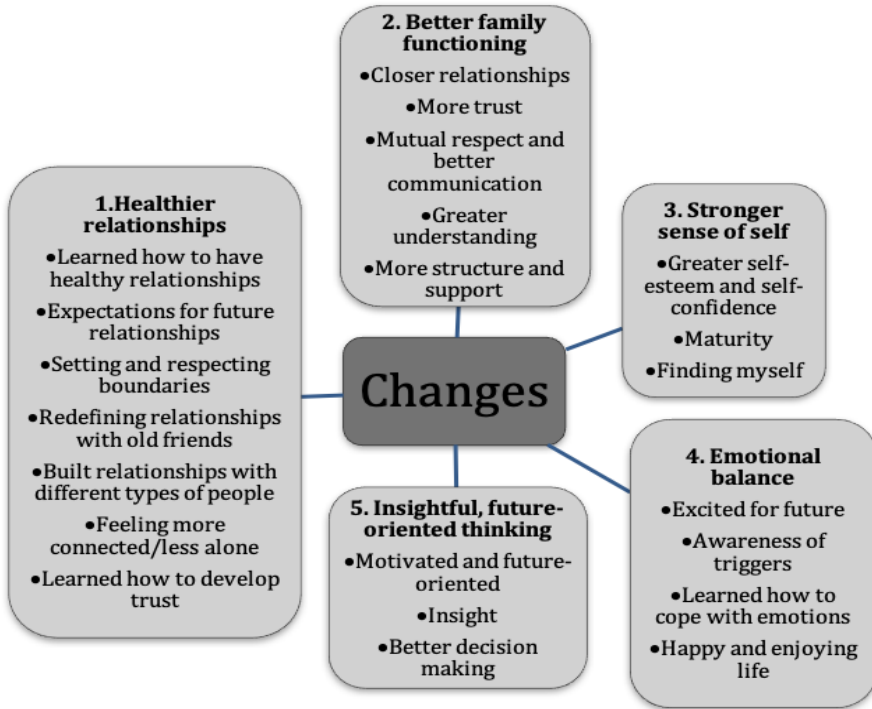 1.Healthier
relationships
•Learned how to have
healthy relationships
•Expectations for future
relationships
•Setting and respecting
boundaries
•Redefining relationships
with old friends
•Built relationships with
different types of people
•Feeling more
connected/less alone
•Learned how to develop
trust
2. Better family
functioning
•Closer relationships
•More trust
•Mutual respect and
better
communication
•Greater
understanding
•More structure and
support
3. Stronger
sense of self
•Greater self-
esteem and self-
confidence
•Maturity
•Finding myself
Changes
4. Emotional
balance
•Excited for future
•Awareness of
triggers
•Learned how to
cope with emotions
•Happy and enjoying
life
5. Insightful, future-
oriented thinking
•Motivated and future-
oriented
•Insight
•Better decision
making